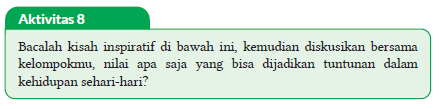 Aktivitas 8
Bacalah kisah inspiratif di bawah ini, kemudian diskusikan bersama
kelompokmu, nilai apa saja yang bisa dijadikan tuntunan dalam
kehidupan sehari-hari?